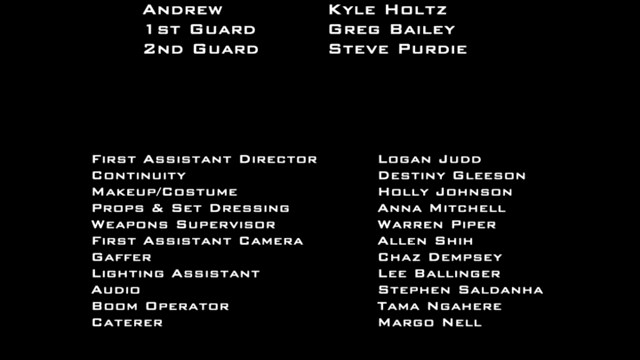 Andrew Kyle Holtz
1st Guard Greg Bailey
2nd Guard Steve Purdie
First Assistant Director Logan Judd
Continuity Destiny Gleeson
Makeup/Costume Holly Johnson
Props & Set Dressing Anna Mitchell
Weapons Supervisor Warren Piper
First Assistant Camera Allen Shih
Gaffer Chaz Dempsey
Lighting Assistant Lee Ballinger
Audio Stephen Saldanha
Boom Operator Tama Ngahere
Caterer Margo Nell